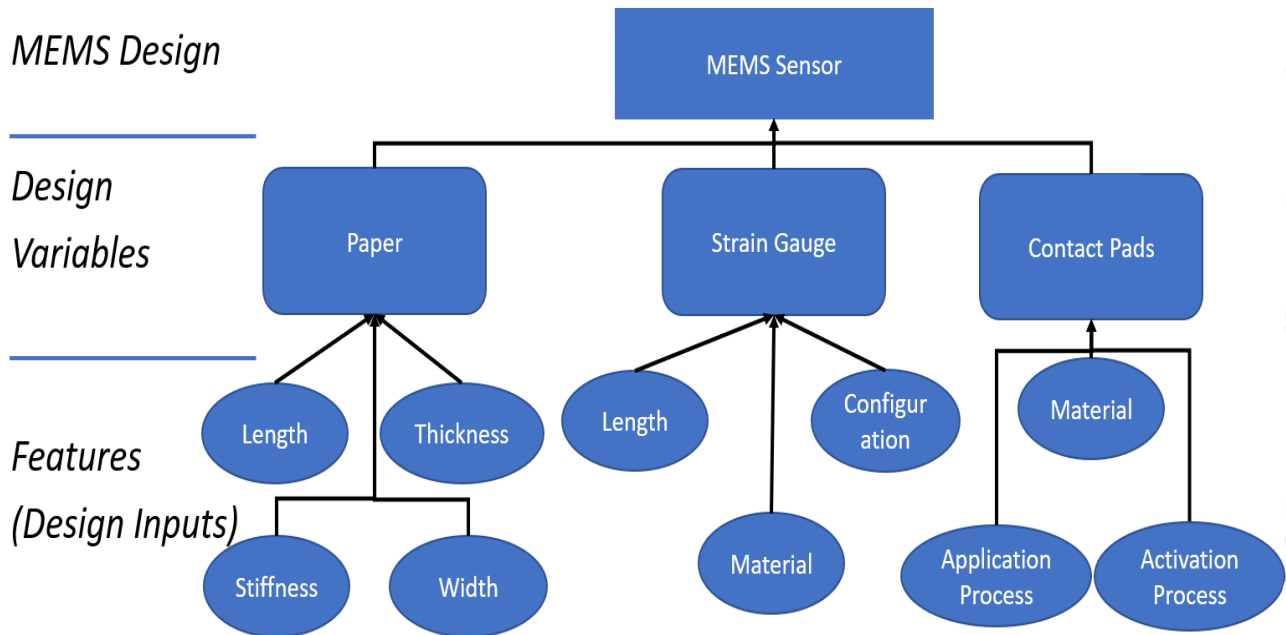 MEMS Design
MEMS Sensor
Design
Variables
Paper
Strain Gauge
Contact Pads
Features
(Design Inputs)
Length
Thickness
Stiffness
Width
Length
Configur
ation
Material
Material
Application
Process
Activation
Process